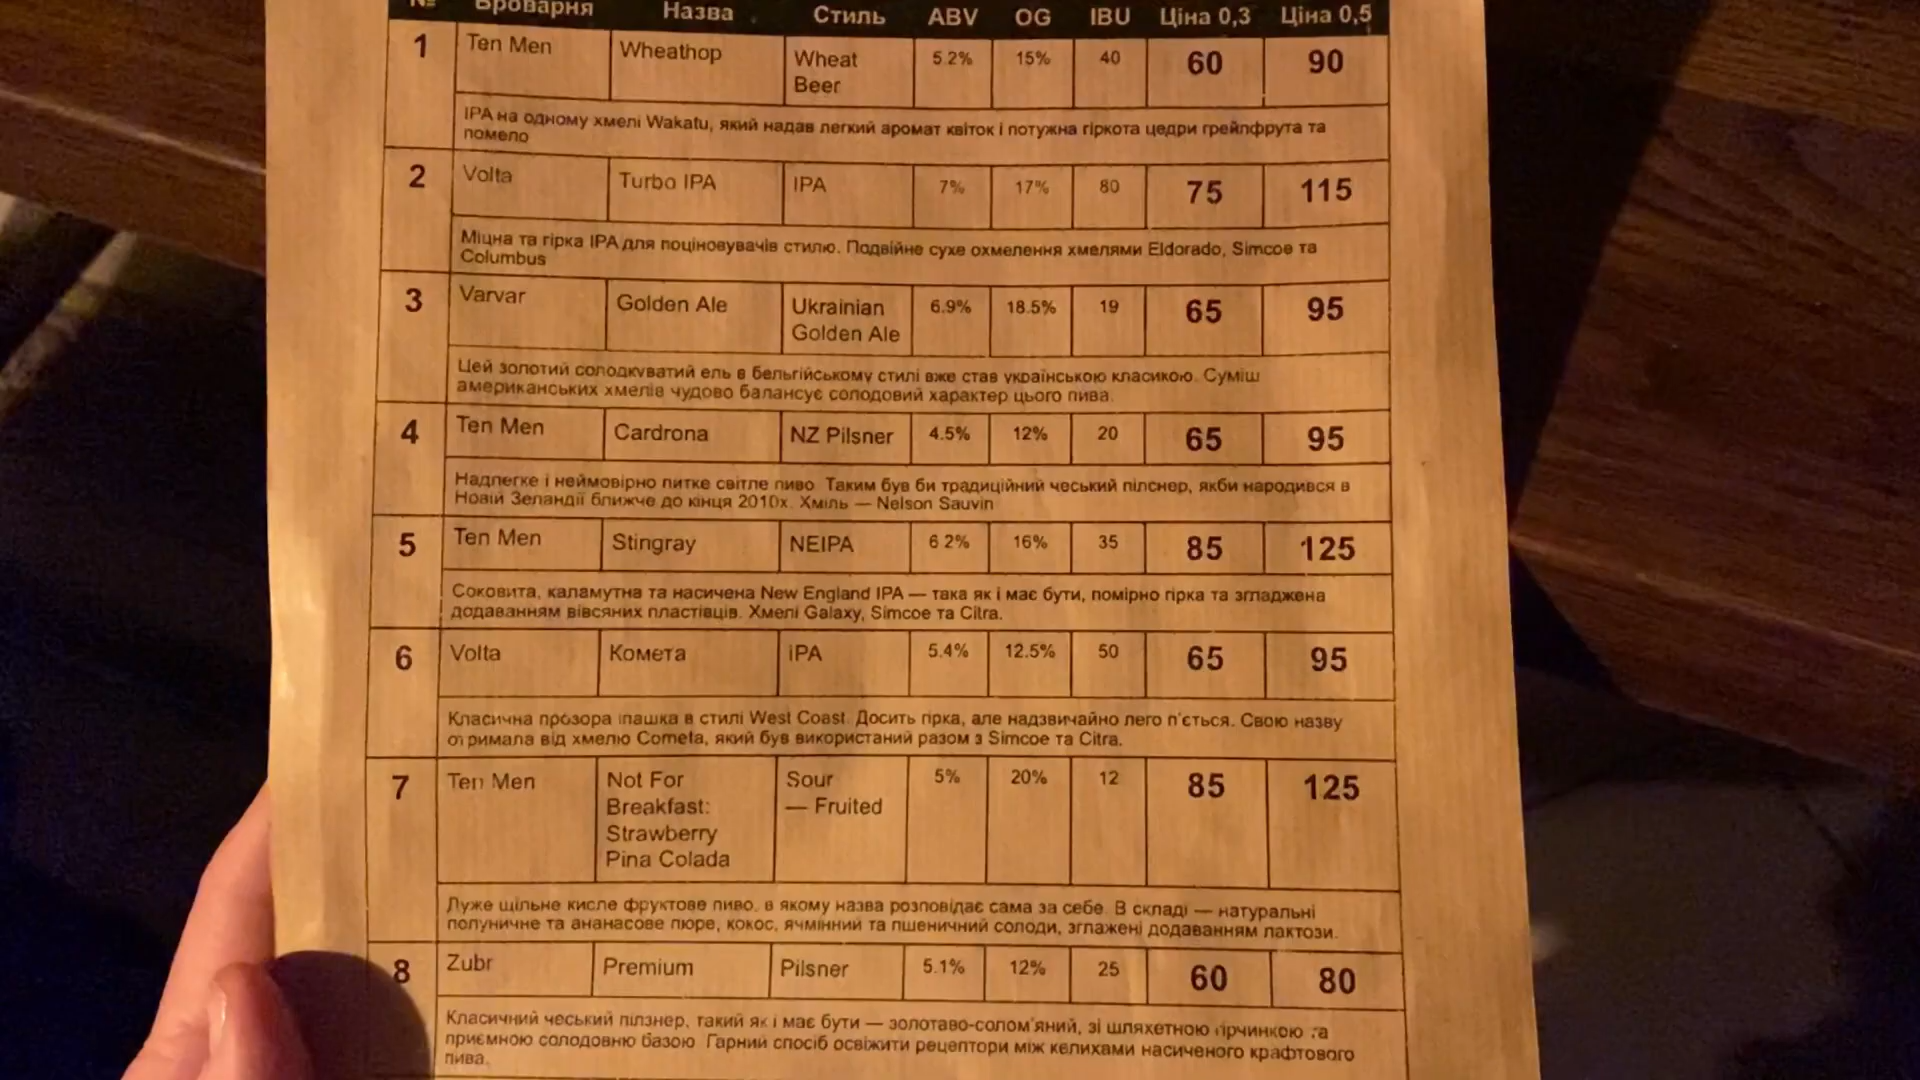 № Броварня Назва Стиль ABV OG IBU Ціна 0,3 Ціна 0,5
1 Ten Men Wheathop Wheat Beer 5.2% 15% 40 60 90
IPA на одному хмелі Wakatu, який надав легкий аромат квіток і потужна гіркота цедри грейпфрута та
помело
2 Volta Turbo IPA IPA 7% 17% 80 75 115
Міцна та гірка IPA для поціновувачів стилю. Подвійне сухе охмелення хмелями Eldorado, Simcoe та
Columbus
3 Varvar Golden Ale Ukrainian Golden Ale 6.9% 18.5% 19 65 95
Цей золотий солодкуватий ель в бельгійському стилі вже став українською класикою. Суміш
американських хмелів чудово балансує солодовий характер цього пива.
4 Ten Men Cardrona NZ Pilsner 4.5% 12% 20 65 95
Надлегке і неймовірно питке світле пиво. Таким був би традиційний чеський пілснер, якби народився в
Новій Зеландії ближче до кінця 2010х. Хміль — Nelson Sauvin
5 Ten Men Stingray NEIPA 6.2% 16% 35 85 125
Соковита, каламутна та насичена New England IPA — така як і має бути, помірно гірка та згладжена
додаванням вівсяних пластівців. Хмелі Galaxy, Simcoe та Citra.
6 Volta Комета IPA 5.4% 12.5% 50 65 95
Класична прозора іпашка в стилі West Coast. Досить гірка, але надзвичайно лего п'ється. Свою назву
отримала від хмелю Cometa, який був використаний разом з Simcoe та Citra.
7 Ten Men Not For Breakfast: Strawberry Pina Colada Sour — Fruited 5% 20% 12 85 125
Дуже щільне кисле фруктове пиво, в якому назва розповідає сама за себе. В складі — натуральні
полуничне та ананасове пюре, кокос, ячмінний та пшеничний солоди, зглажені додаванням лактози.
8 Zubr Premium Pilsner 5.1% 12% 25 60 80
Класичний чеський пілзнер, такий як і має бути — золотаво-солом'яний, зі шляхетною гірчинкою та
приємною солодовню базою. Гарний спосіб освіжити рецептори між келихами насиченого крафтового
пива.